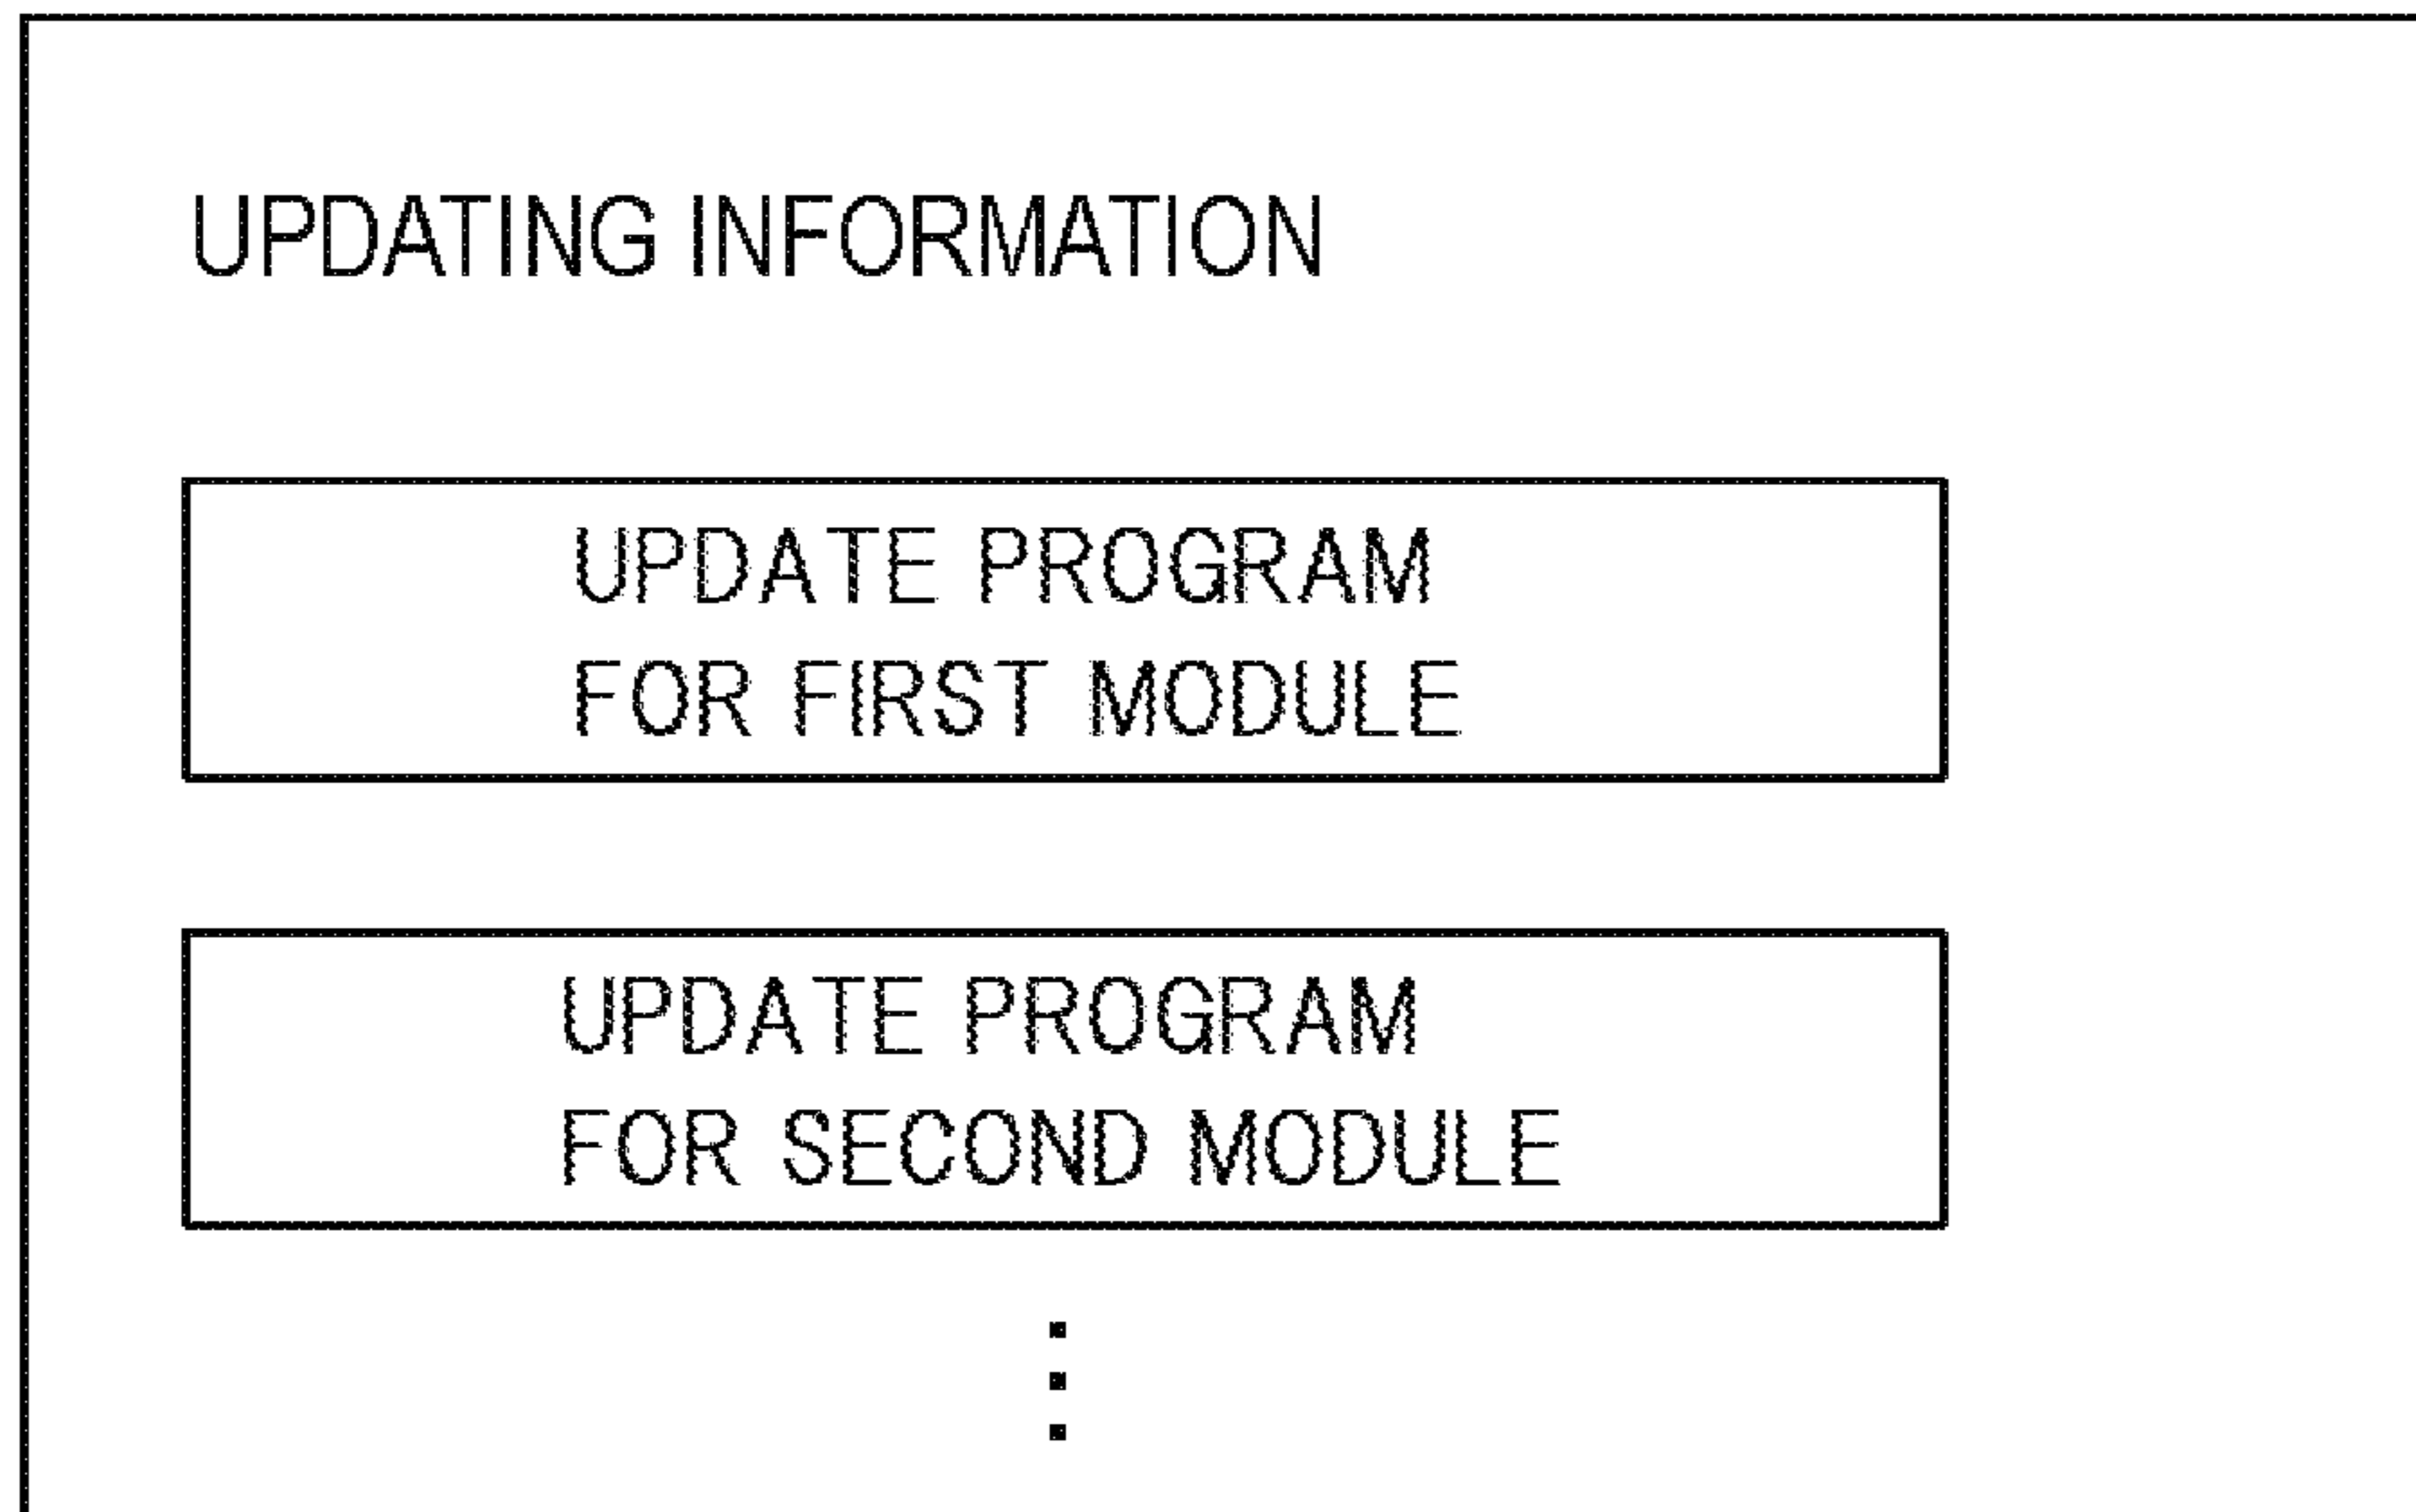 UPDATING INFORMATION
UPDATE PROGRAM
FOR FIRST MODULE
UPDATE PROGRAM
FOR SECOND MODULE